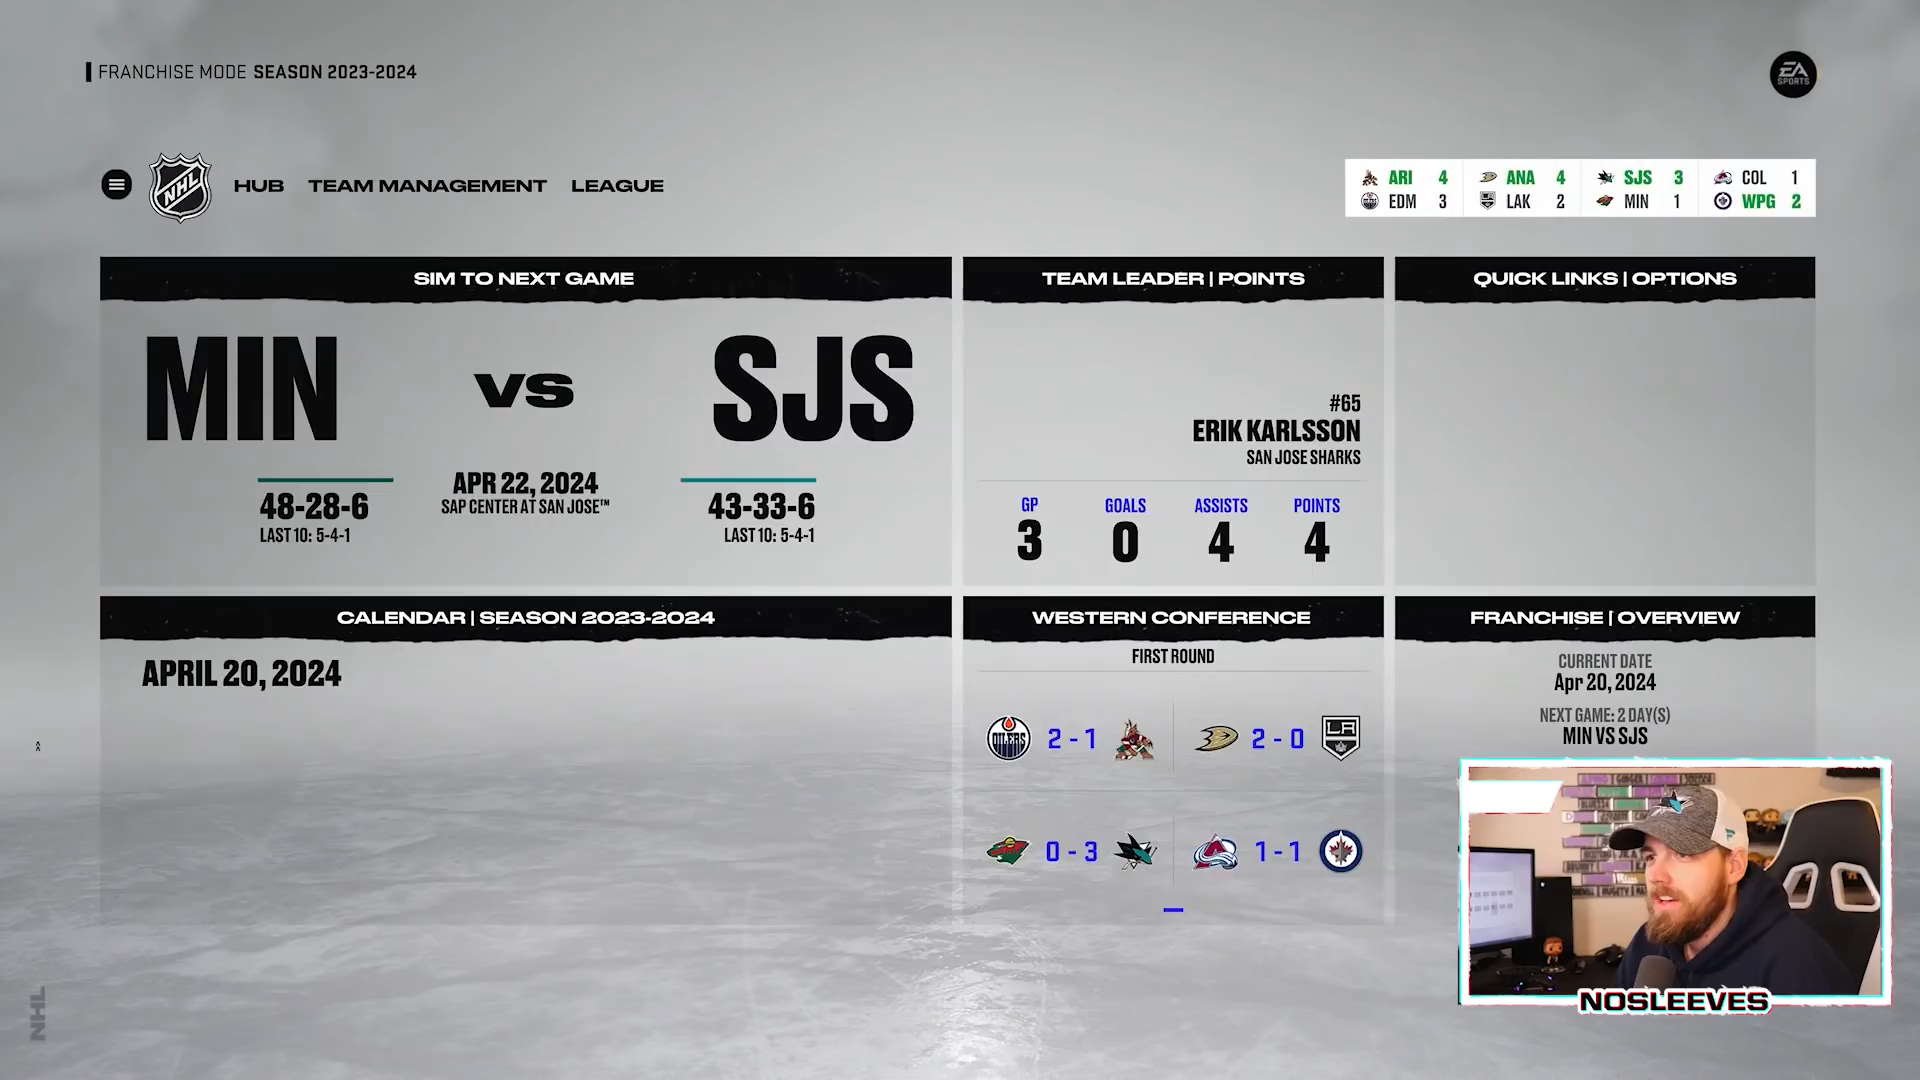 FRANCHISE MODE SEASON 2023-2024
EA
SPORTS
NHL
HUB TEAM MANAGEMENT LEAGUE
ARI 4
EDM 3
ANA 4
LAK 2
SJS 3
MIN 1
COL 1
WPG 2
SIM TO NEXT GAME
MIN VS SJS
APR 22, 2024
SAP CENTER AT SAN JOSE™
48-28-6
LAST 10: 5-4-1
43-33-6
LAST 10: 5-4-1
TEAM LEADER | POINTS
#65
ERIK KARLSSON
SAN JOSE SHARKS
GP GOALS ASSISTS POINTS
3 0 4 4
QUICK LINKS | OPTIONS
CALENDAR | SEASON 2023-2024
APRIL 20, 2024
WESTERN CONFERENCE
FIRST ROUND
OILERS 2 - 1
2 - 0 LA
0 - 3
1 - 1
FRANCHISE | OVERVIEW
CURRENT DATE
Apr 20, 2024
NEXT GAME: 2 DAY(S)
MIN VS SJS
NOSLEEVES
NHL